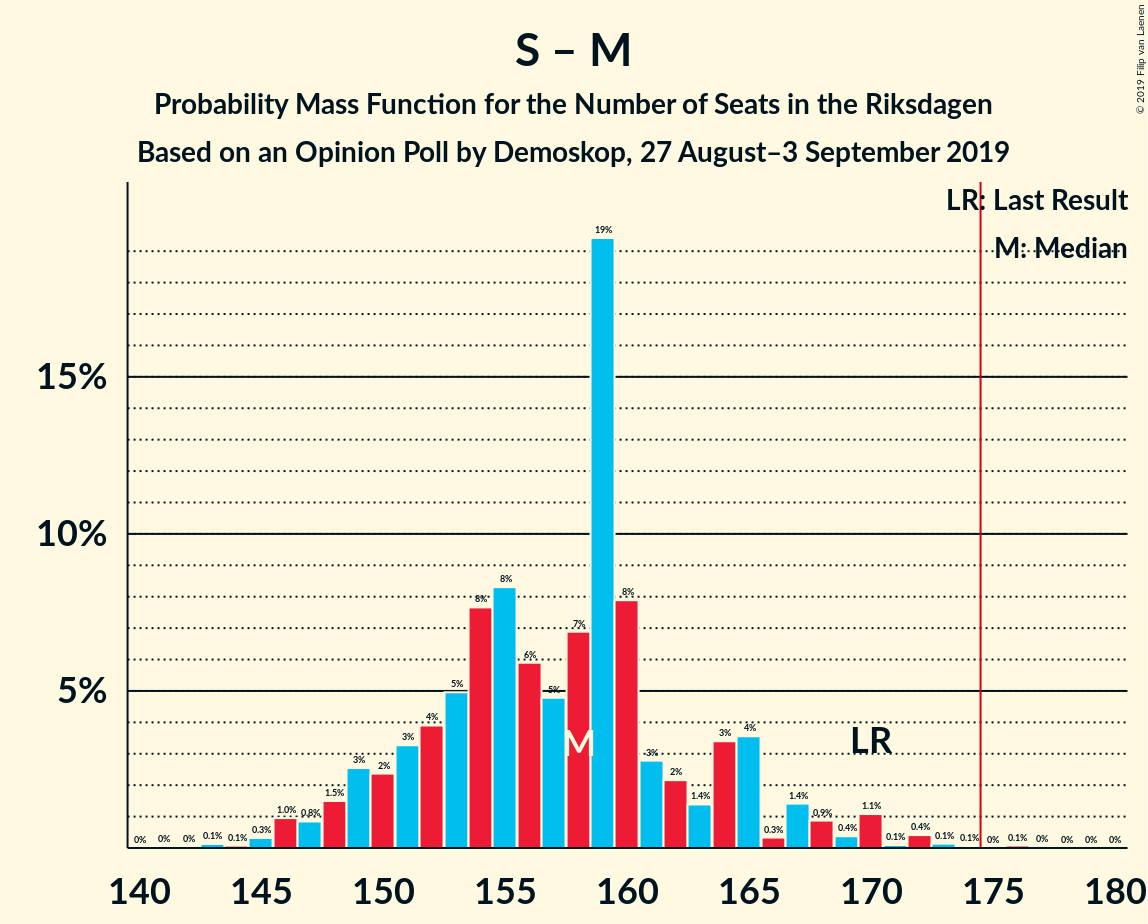 S – M
Probability Mass Function for the Number of Seats in the Riksdagen
Based on an Opinion Poll by Demoskop, 27 August–3 September 2019
© 2019 Filip van Laenen
LR: Last Result
M: Median
15%
10%
5%
0% 0% 0% 0.1% 0.1% 0.3% 1.0% 0.8% 1.5% 3% 2% 3% 4% 5% 8% 8% 6% 5% 7% 19% 8% 3% 2% 1.4% 3% 4% 0.3% 1.4% 0.9% 0.4% 1.1% 0.1% 0.4% 0.1% 0.1% 0% 0.1% 0% 0% 0% 0%
M
LR
140 145 150 155 160 165 170 175 180